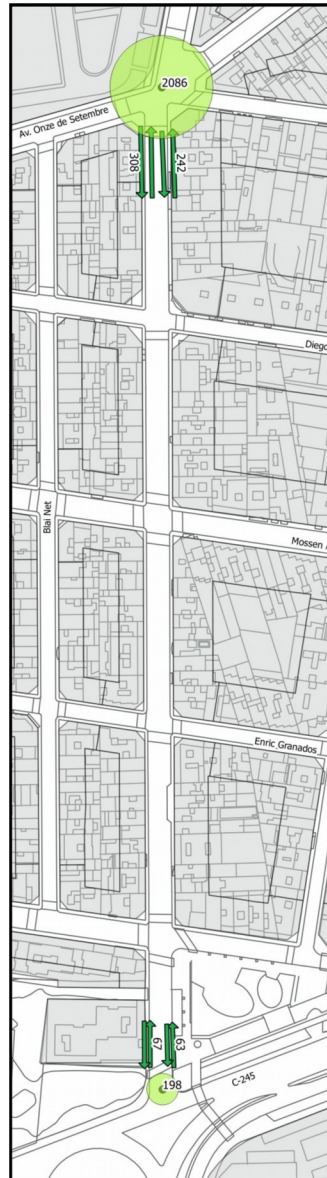 2086
Av. Onze de Setembre
308
242
Diego
Blai Net
Mossen
Enric Granados
67
63
198
C-245